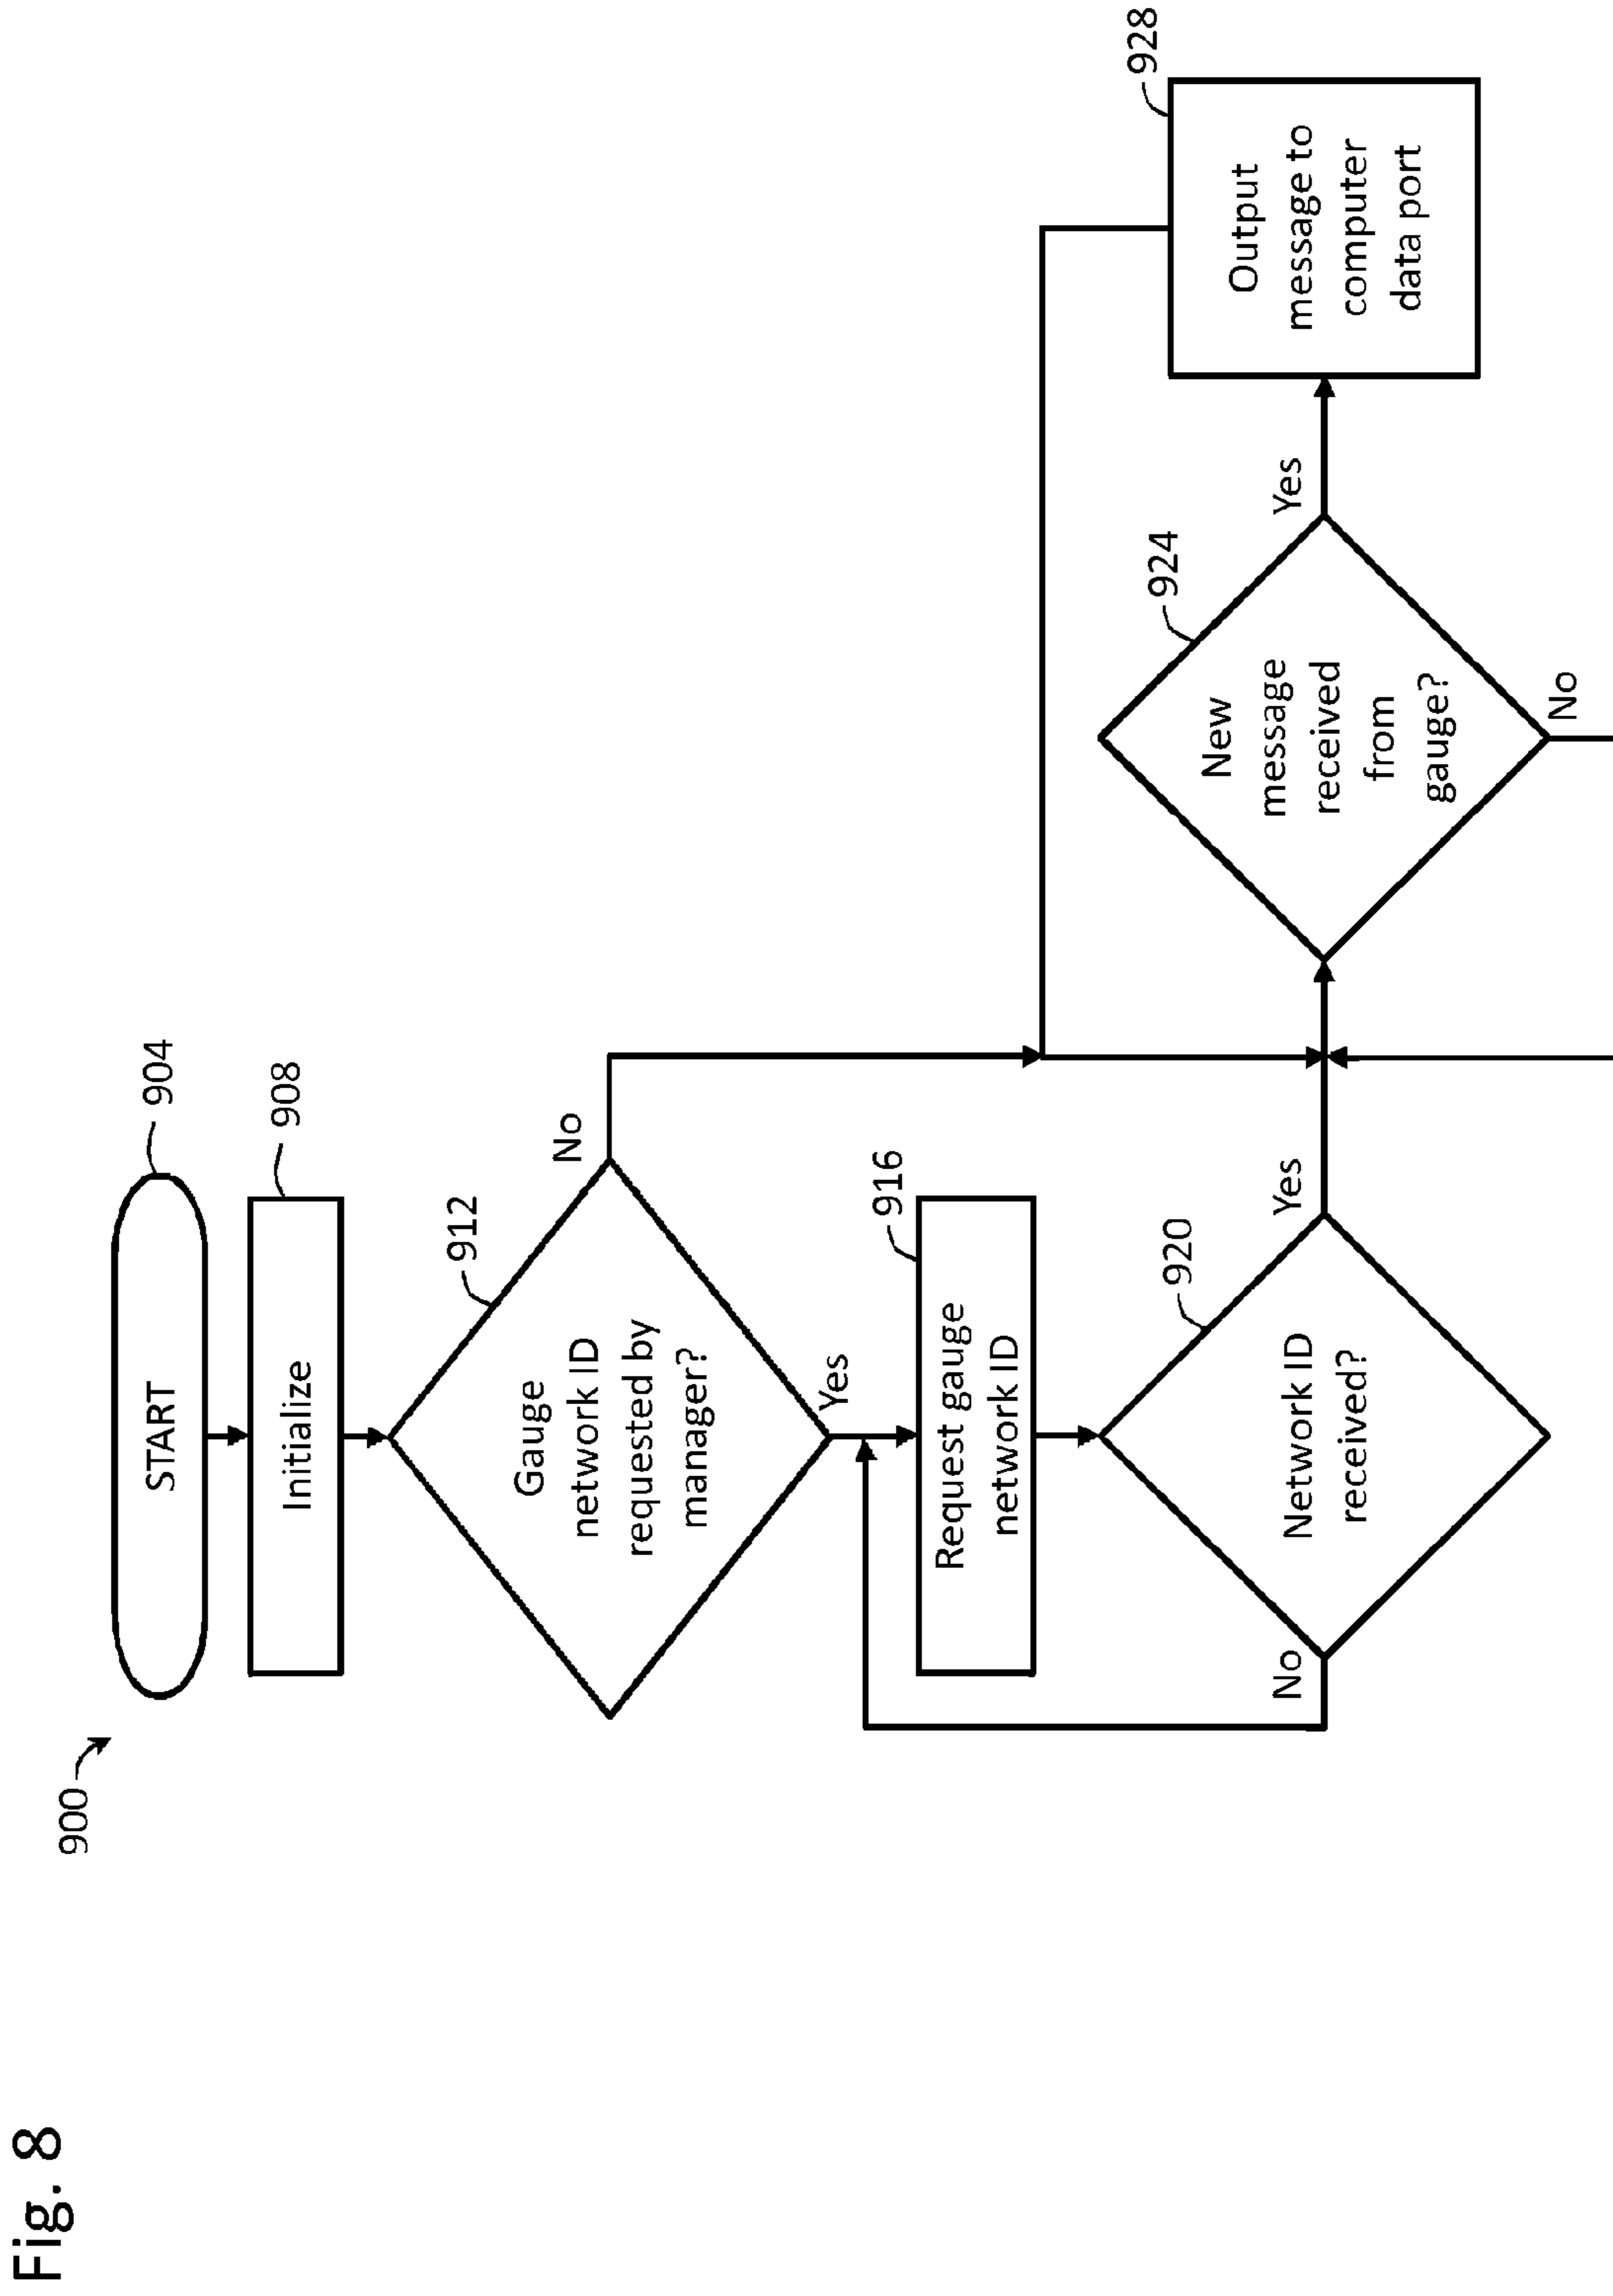 Fig. 8
900
START
904
Initialize
908
Gauge
network ID
requested by
manager?
912
No
Yes
Request gauge
network ID
916
Network ID
received?
920
No
Yes
New
message
received
from
gauge?
924
Yes
No
Output
message to
computer
data port
928